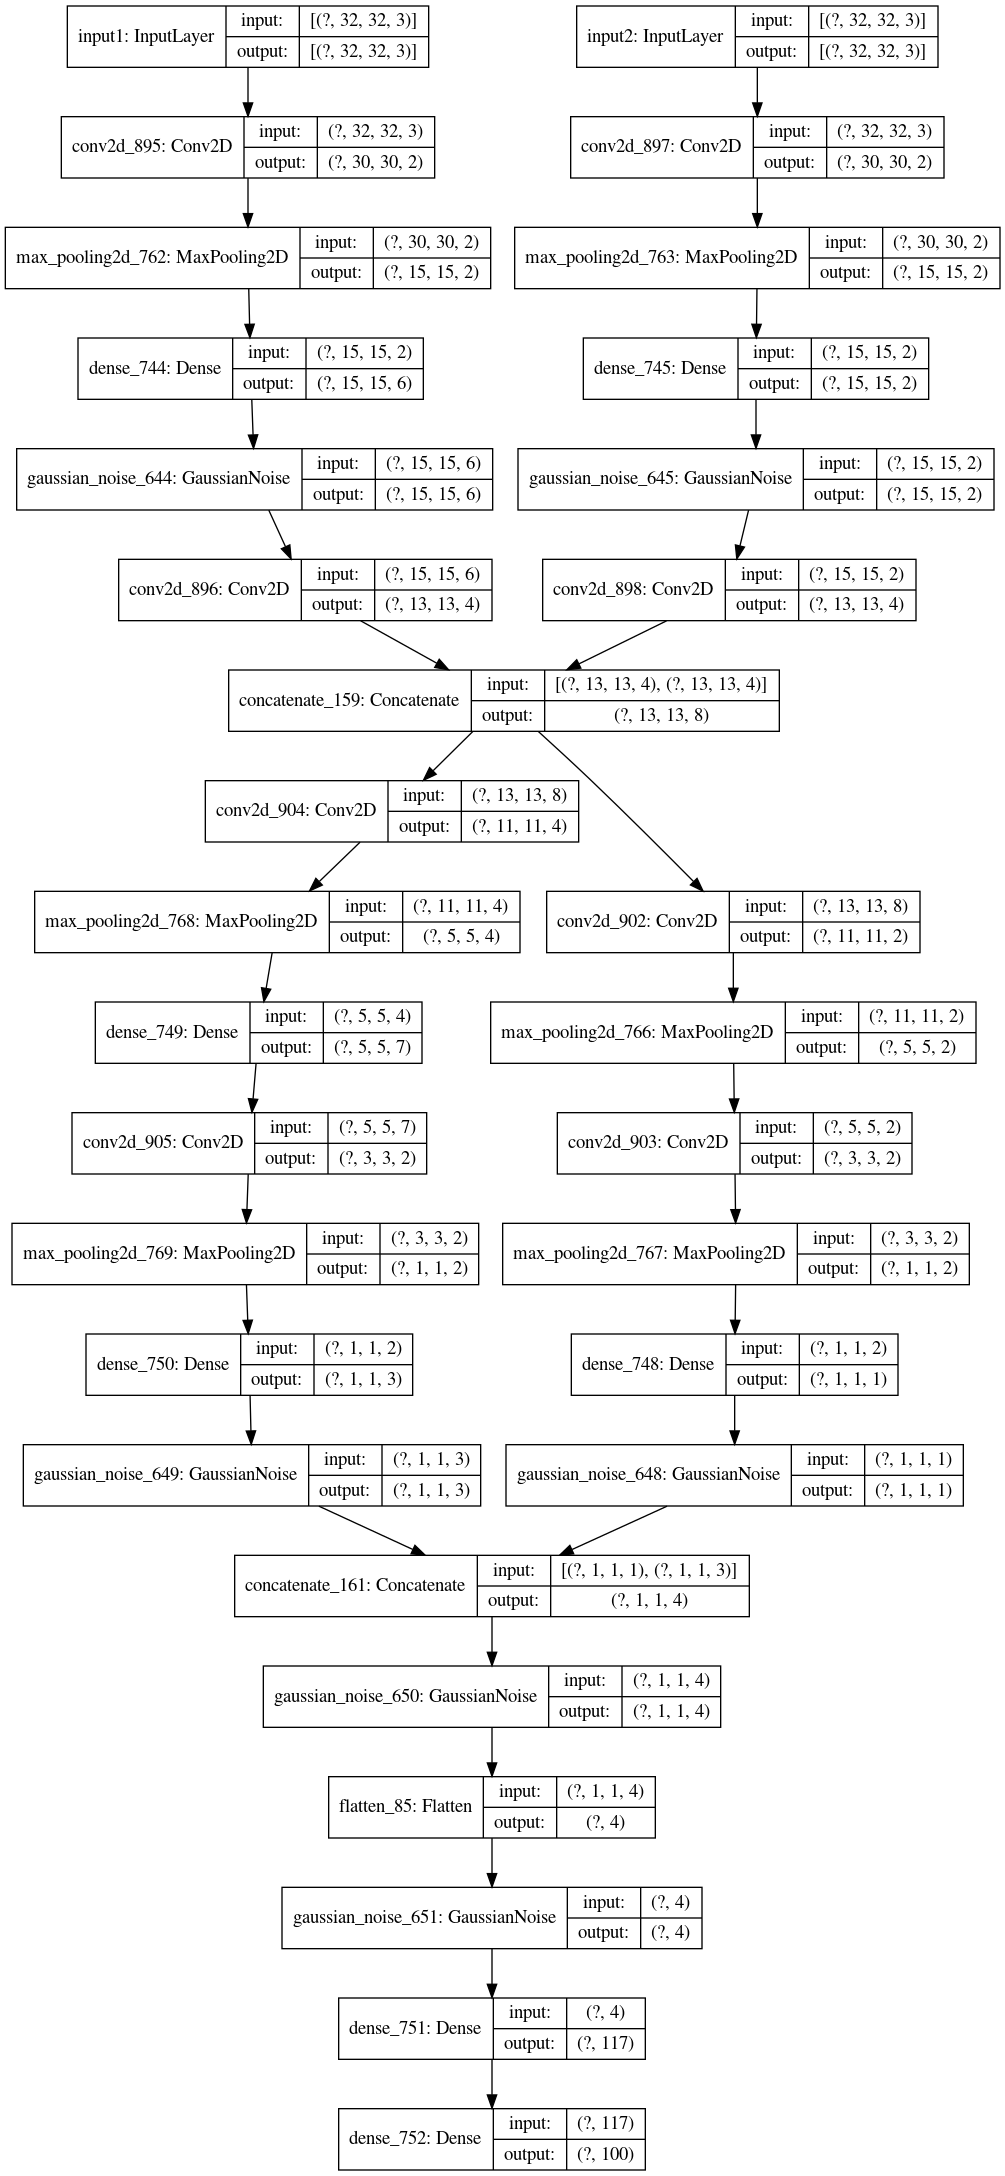 input1: InputLayer input: [(?, 32, 32, 3)] output: [(?, 32, 32, 3)]
input2: InputLayer input: [(?, 32, 32, 3)] output: [(?, 32, 32, 3)]
conv2d_895: Conv2D input: (?, 32, 32, 3) output: (?, 30, 30, 2)
conv2d_897: Conv2D input: (?, 32, 32, 3) output: (?, 30, 30, 2)
max_pooling2d_762: MaxPooling2D input: (?, 30, 30, 2) output: (?, 15, 15, 2)
max_pooling2d_763: MaxPooling2D input: (?, 30, 30, 2) output: (?, 15, 15, 2)
dense_744: Dense input: (?, 15, 15, 2) output: (?, 15, 15, 6)
dense_745: Dense input: (?, 15, 15, 2) output: (?, 15, 15, 2)
gaussian_noise_644: GaussianNoise input: (?, 15, 15, 6) output: (?, 15, 15, 6)
gaussian_noise_645: GaussianNoise input: (?, 15, 15, 2) output: (?, 15, 15, 2)
conv2d_896: Conv2D input: (?, 15, 15, 6) output: (?, 13, 13, 4)
conv2d_898: Conv2D input: (?, 15, 15, 2) output: (?, 13, 13, 4)
concatenate_159: Concatenate input: [(?, 13, 13, 4), (?, 13, 13, 4)] output: (?, 13, 13, 8)
conv2d_904: Conv2D input: (?, 13, 13, 8) output: (?, 11, 11, 4)
max_pooling2d_768: MaxPooling2D input: (?, 11, 11, 4) output: (?, 5, 5, 4)
conv2d_902: Conv2D input: (?, 13, 13, 8) output: (?, 11, 11, 2)
dense_749: Dense input: (?, 5, 5, 4) output: (?, 5, 5, 7)
max_pooling2d_766: MaxPooling2D input: (?, 11, 11, 2) output: (?, 5, 5, 2)
conv2d_905: Conv2D input: (?, 5, 5, 7) output: (?, 3, 3, 2)
conv2d_903: Conv2D input: (?, 5, 5, 2) output: (?, 3, 3, 2)
max_pooling2d_769: MaxPooling2D input: (?, 3, 3, 2) output: (?, 1, 1, 2)
max_pooling2d_767: MaxPooling2D input: (?, 3, 3, 2) output: (?, 1, 1, 2)
dense_750: Dense input: (?, 1, 1, 2) output: (?, 1, 1, 3)
dense_748: Dense input: (?, 1, 1, 2) output: (?, 1, 1, 1)
gaussian_noise_649: GaussianNoise input: (?, 1, 1, 3) output: (?, 1, 1, 3)
gaussian_noise_648: GaussianNoise input: (?, 1, 1, 1) output: (?, 1, 1, 1)
concatenate_161: Concatenate input: [(?, 1, 1, 1), (?, 1, 1, 3)] output: (?, 1, 1, 4)
gaussian_noise_650: GaussianNoise input: (?, 1, 1, 4) output: (?, 1, 1, 4)
flatten_85: Flatten input: (?, 1, 1, 4) output: (?, 4)
gaussian_noise_651: GaussianNoise input: (?, 4) output: (?, 4)
dense_751: Dense input: (?, 4) output: (?, 117)
dense_752: Dense input: (?, 117) output: (?, 100)